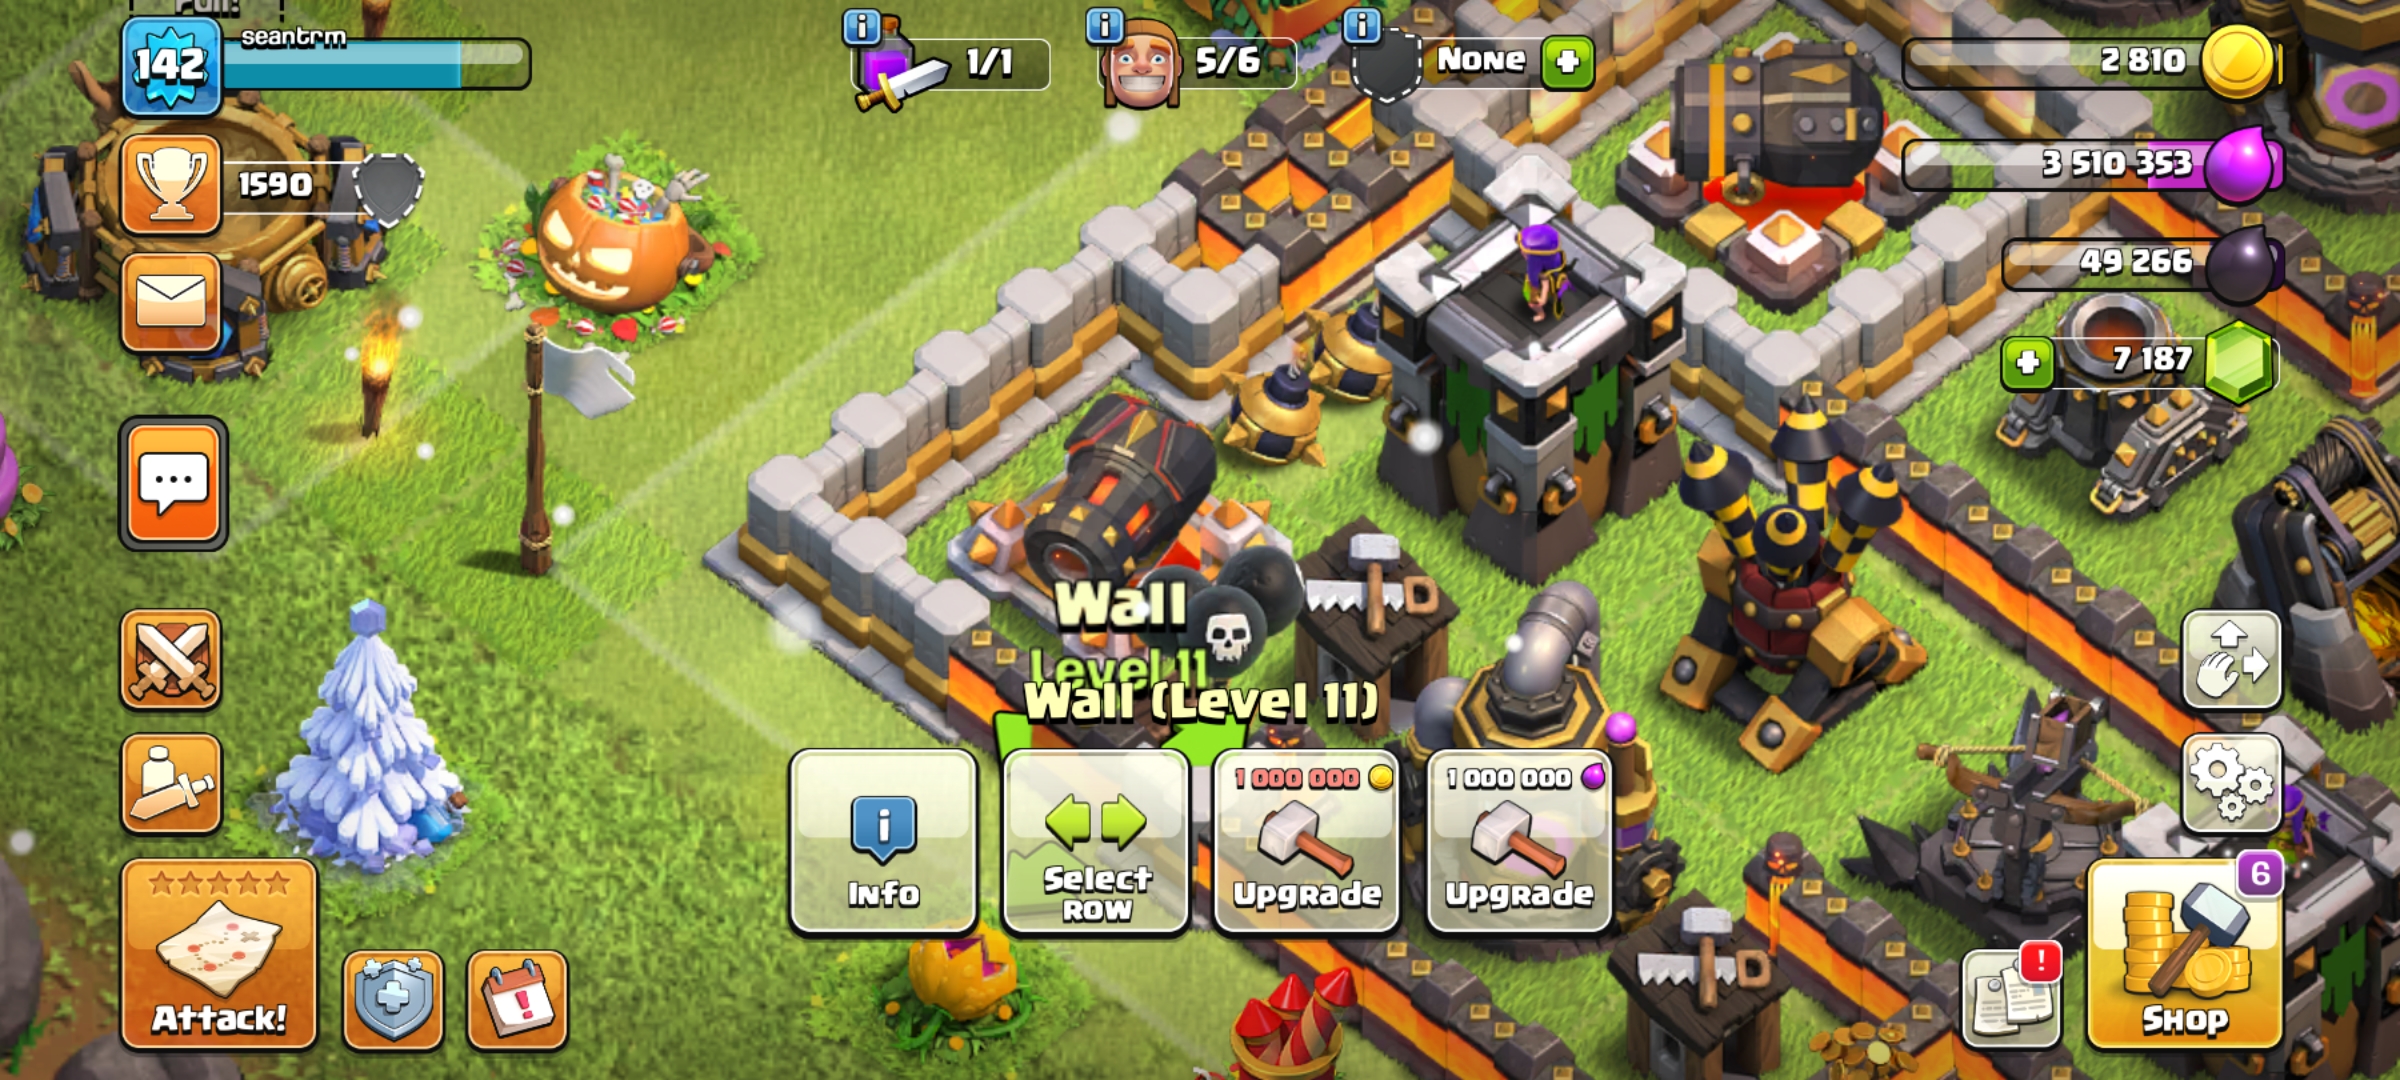 142
seantrm
1/1
5/6
None
2 810
1590
3 510 353
49 266
7 187
Wall
Level 11
Wall (Level 11)
Info
Select
row
1 000 000
Upgrade
1 000 000
Upgrade
Attack!
6
!
Shop